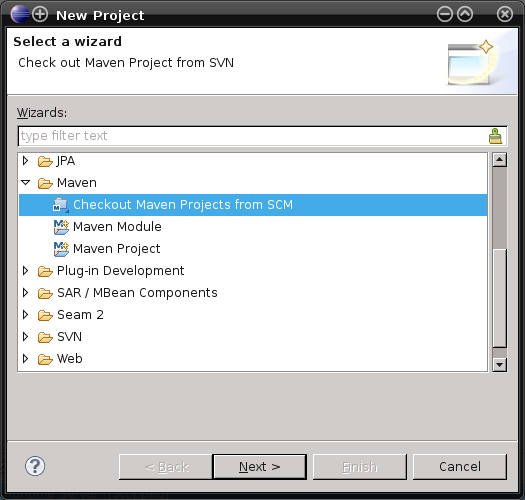 New Project
Select a wizard
Check out Maven Project from SVN
Wizards:
type filter text
JPA
Maven
Checkout Maven Projects from SCM
Maven Module
Maven Project
Plug-in Development
SAR / MBean Components
Seam 2
SVN
Web
< Back Next > Finish Cancel